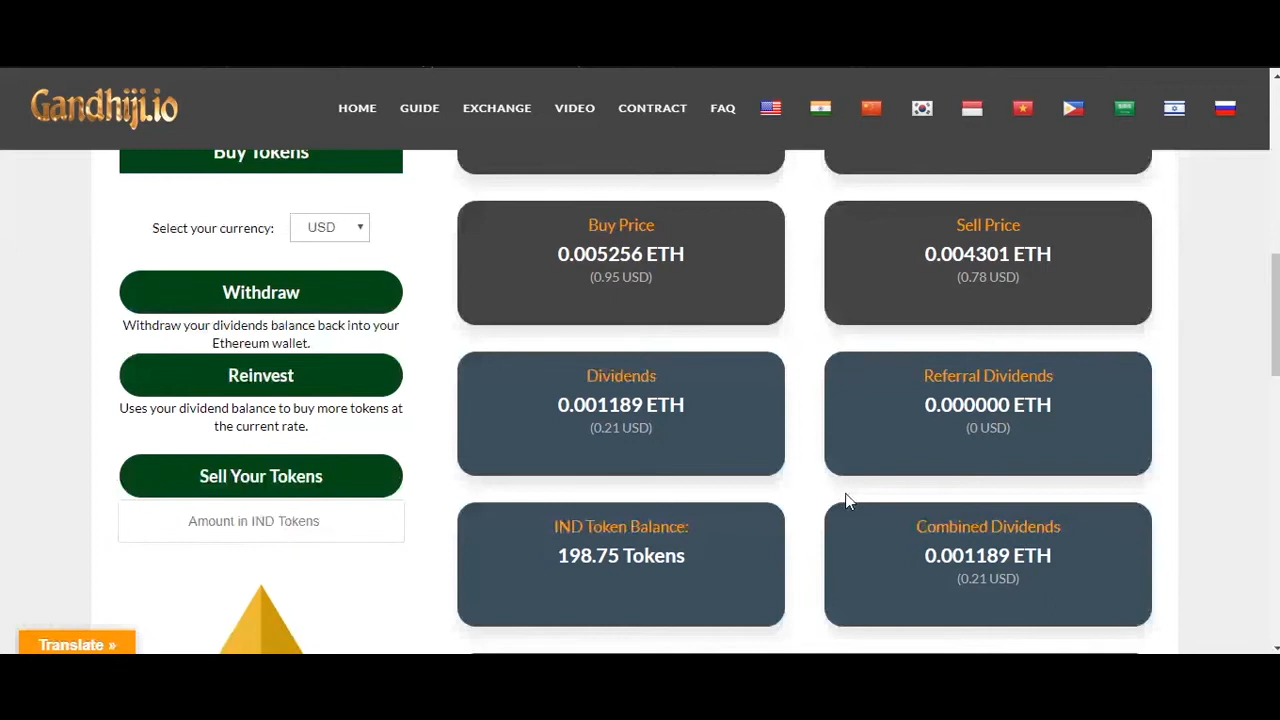 Gandhiji.io
HOME
GUIDE
EXCHANGE
VIDEO
CONTRACT
FAQ
Buy Tokens
Select your currency:
USD
Withdraw
Withdraw your dividends balance back into your
Ethereum wallet.
Reinvest
Uses your dividend balance to buy more tokens at
the current rate.
Sell Your Tokens
Amount in IND Tokens
Translate »
Buy Price
0.005256 ETH
(0.95 USD)
Sell Price
0.004301 ETH
(0.78 USD)
Dividends
0.001189 ETH
(0.21 USD)
Referral Dividends
0.000000 ETH
(0 USD)
IND Token Balance:
198.75 Tokens
Combined Dividends
0.001189 ETH
(0.21 USD)